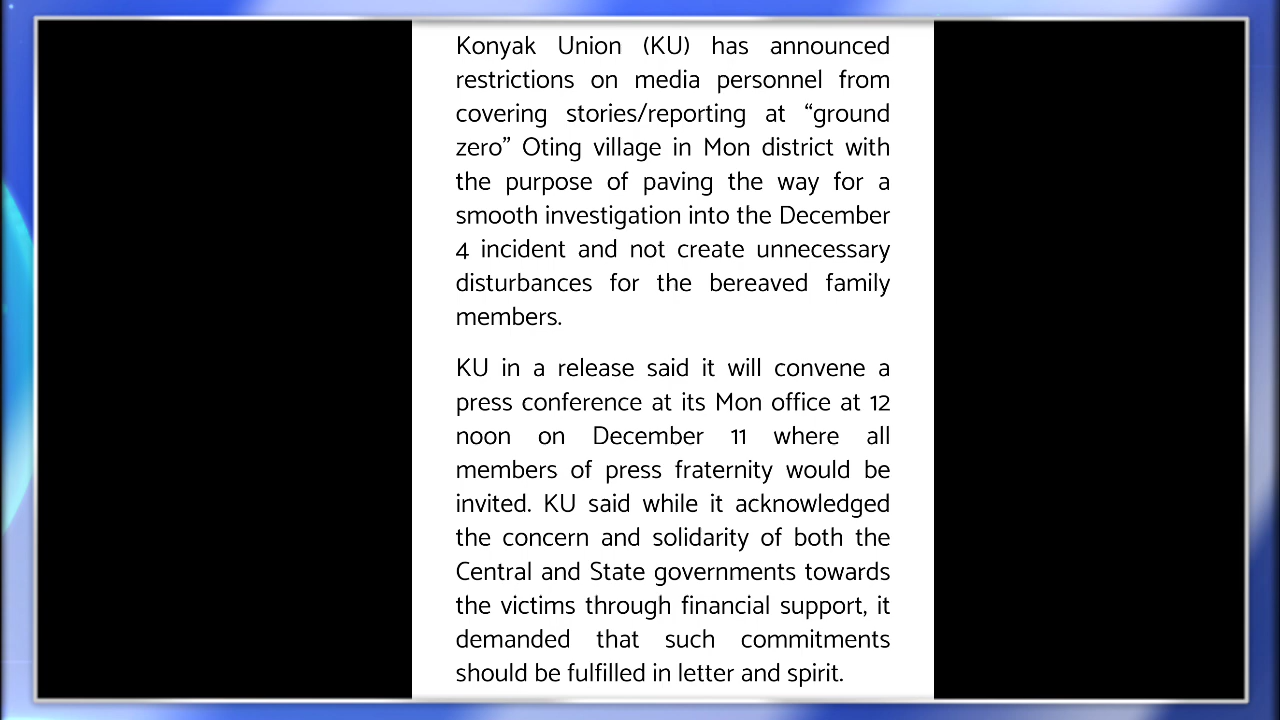 Konyak Union (KU) has announced
restrictions on media personnel from
covering stories/reporting at “ground
zero” Oting village in Mon district with
the purpose of paving the way for a
smooth investigation into the December
4 incident and not create unnecessary
disturbances for the bereaved family
members.
KU in a release said it will convene a
press conference at its Mon office at 12
noon on December 11 where all
members of press fraternity would be
invited. KU said while it acknowledged
the concern and solidarity of both the
Central and State governments towards
the victims through financial support, it
demanded that such commitments
should be fulfilled in letter and spirit.